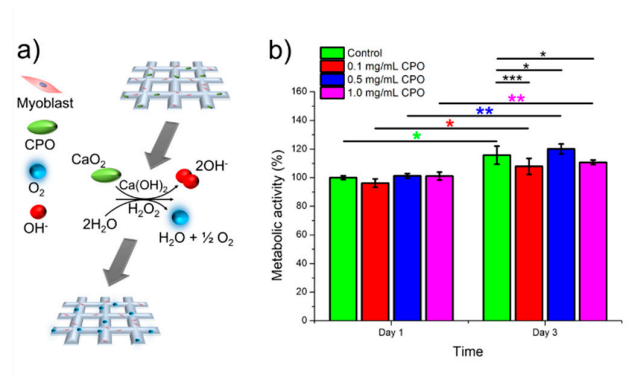 a)
Myoblast
CPO
O₂
OH⁻
CaO₂
Ca(OH)₂
2OH⁻
2H₂O
H₂O₂
H₂O + ½ O₂
b)
Control
0.1 mg/mL CPO
0.5 mg/mL CPO
1.0 mg/mL CPO
*
*
***
**
**
*
*
Metabolic activity (%)
160
140
120
100
80
60
40
20
0
Day 1
Day 3
Time